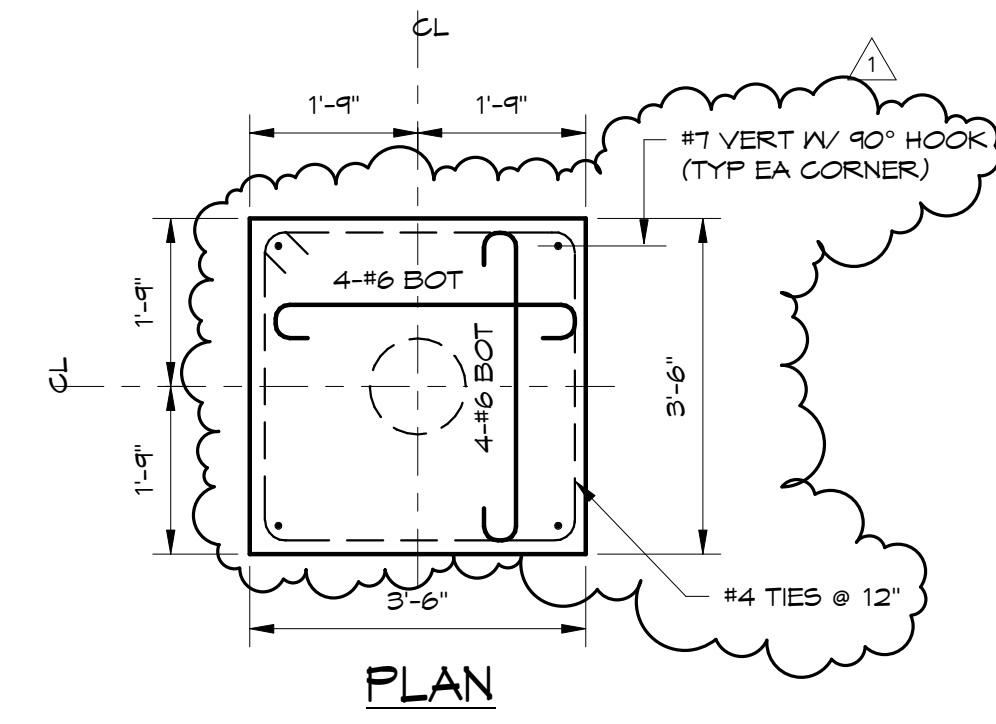 CL
1
1'-9"
1'-9"
#7 VERT W/ 90° HOOK
(TYP EA CORNER)
4-#6 BOT
1'-9"
CL
4-#6 BOT
3'-6"
1'-9"
#4 TIES @ 12"
3'-6"
PLAN